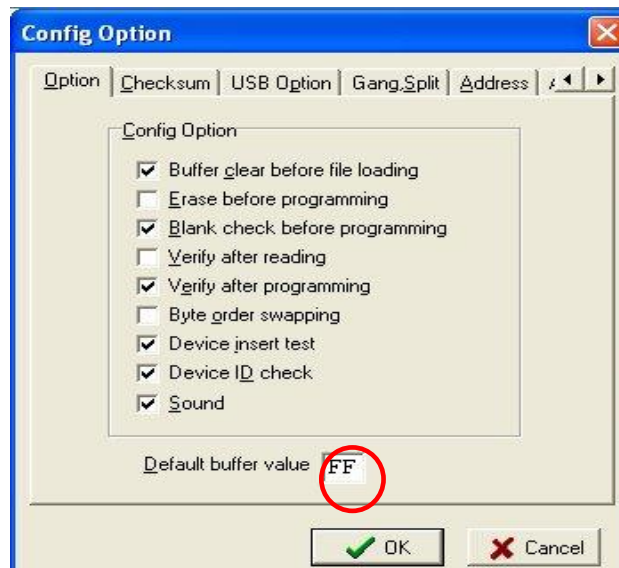 Config Option
Option Checksum USB Option Gang,Split Address
Config Option
Buffer clear before file loading
Erase before programming
Blank check before programming
Verify after reading
Verify after programming
Byte order swapping
Device insert test
Device ID check
Sound
Default buffer value FF
OK Cancel